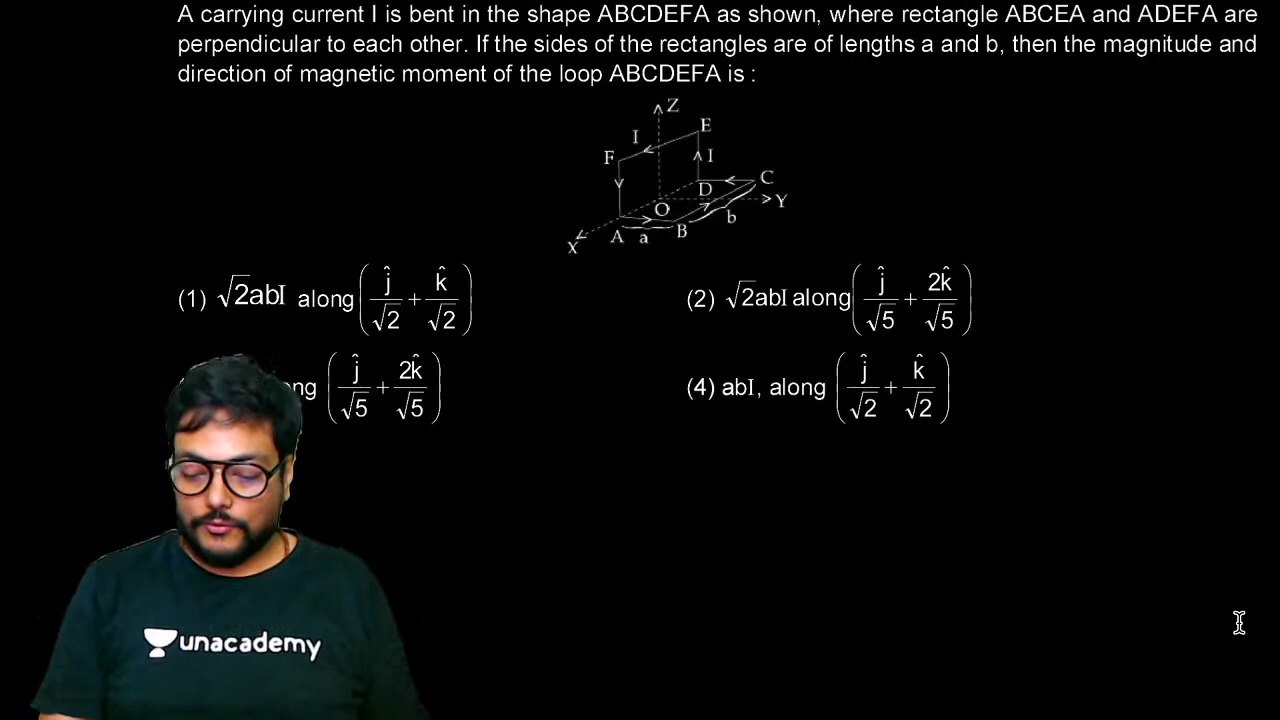 A carrying current I is bent in the shape ABCDEFA as shown, where rectangle ABCEA and ADEFA are
perpendicular to each other. If the sides of the rectangles are of lengths a and b, then the magnitude and
direction of magnetic moment of the loop ABCDEFA is :
Z
E
I
F
I
C
D
Y
O
b
A a B
X
(1) √2abI along (ĵ/√2 + k̂/√2)
(2) √2abI along (ĵ/√5 + 2k̂/√5)
ng (ĵ/√5 + 2k̂/√5)
(4) abI, along (ĵ/√2 + k̂/√2)
unacademy